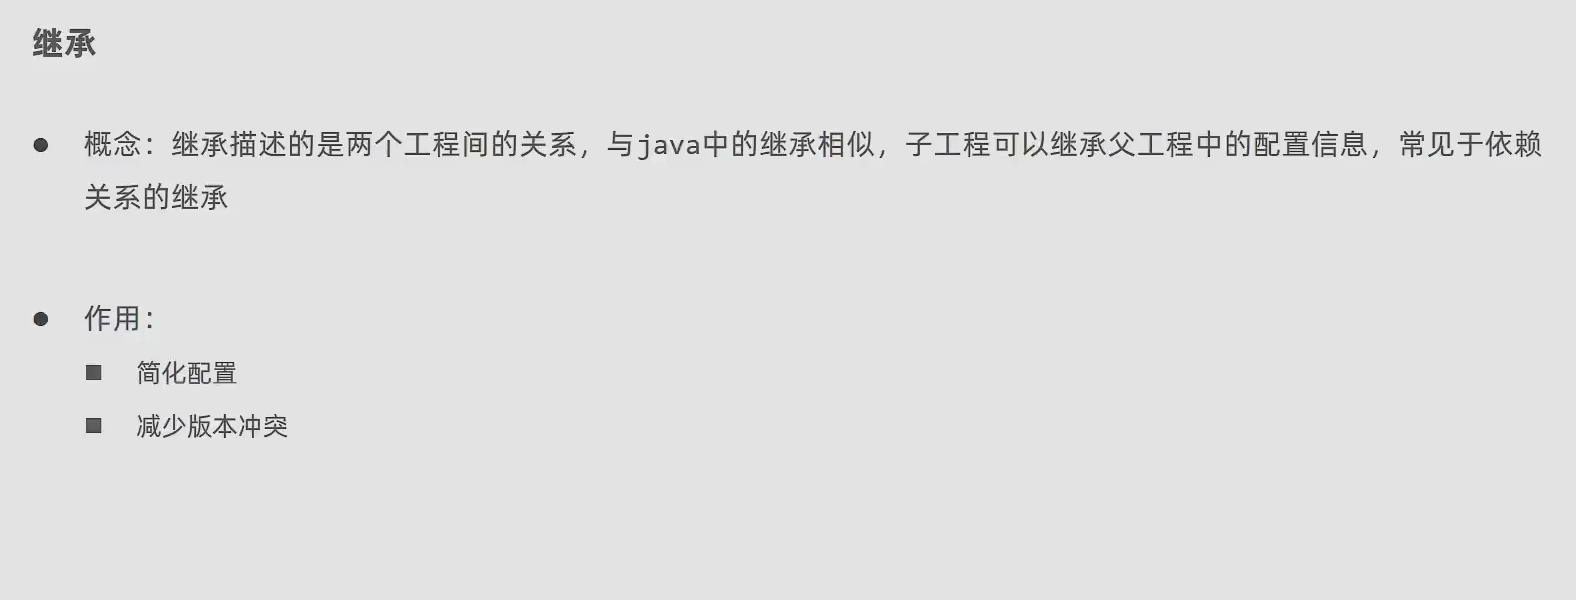 继承
概念：继承描述的是两个工程间的关系，与java中的继承相似，子工程可以继承父工程中的配置信息，常见于依赖
关系的继承
作用：
简化配置
减少版本冲突